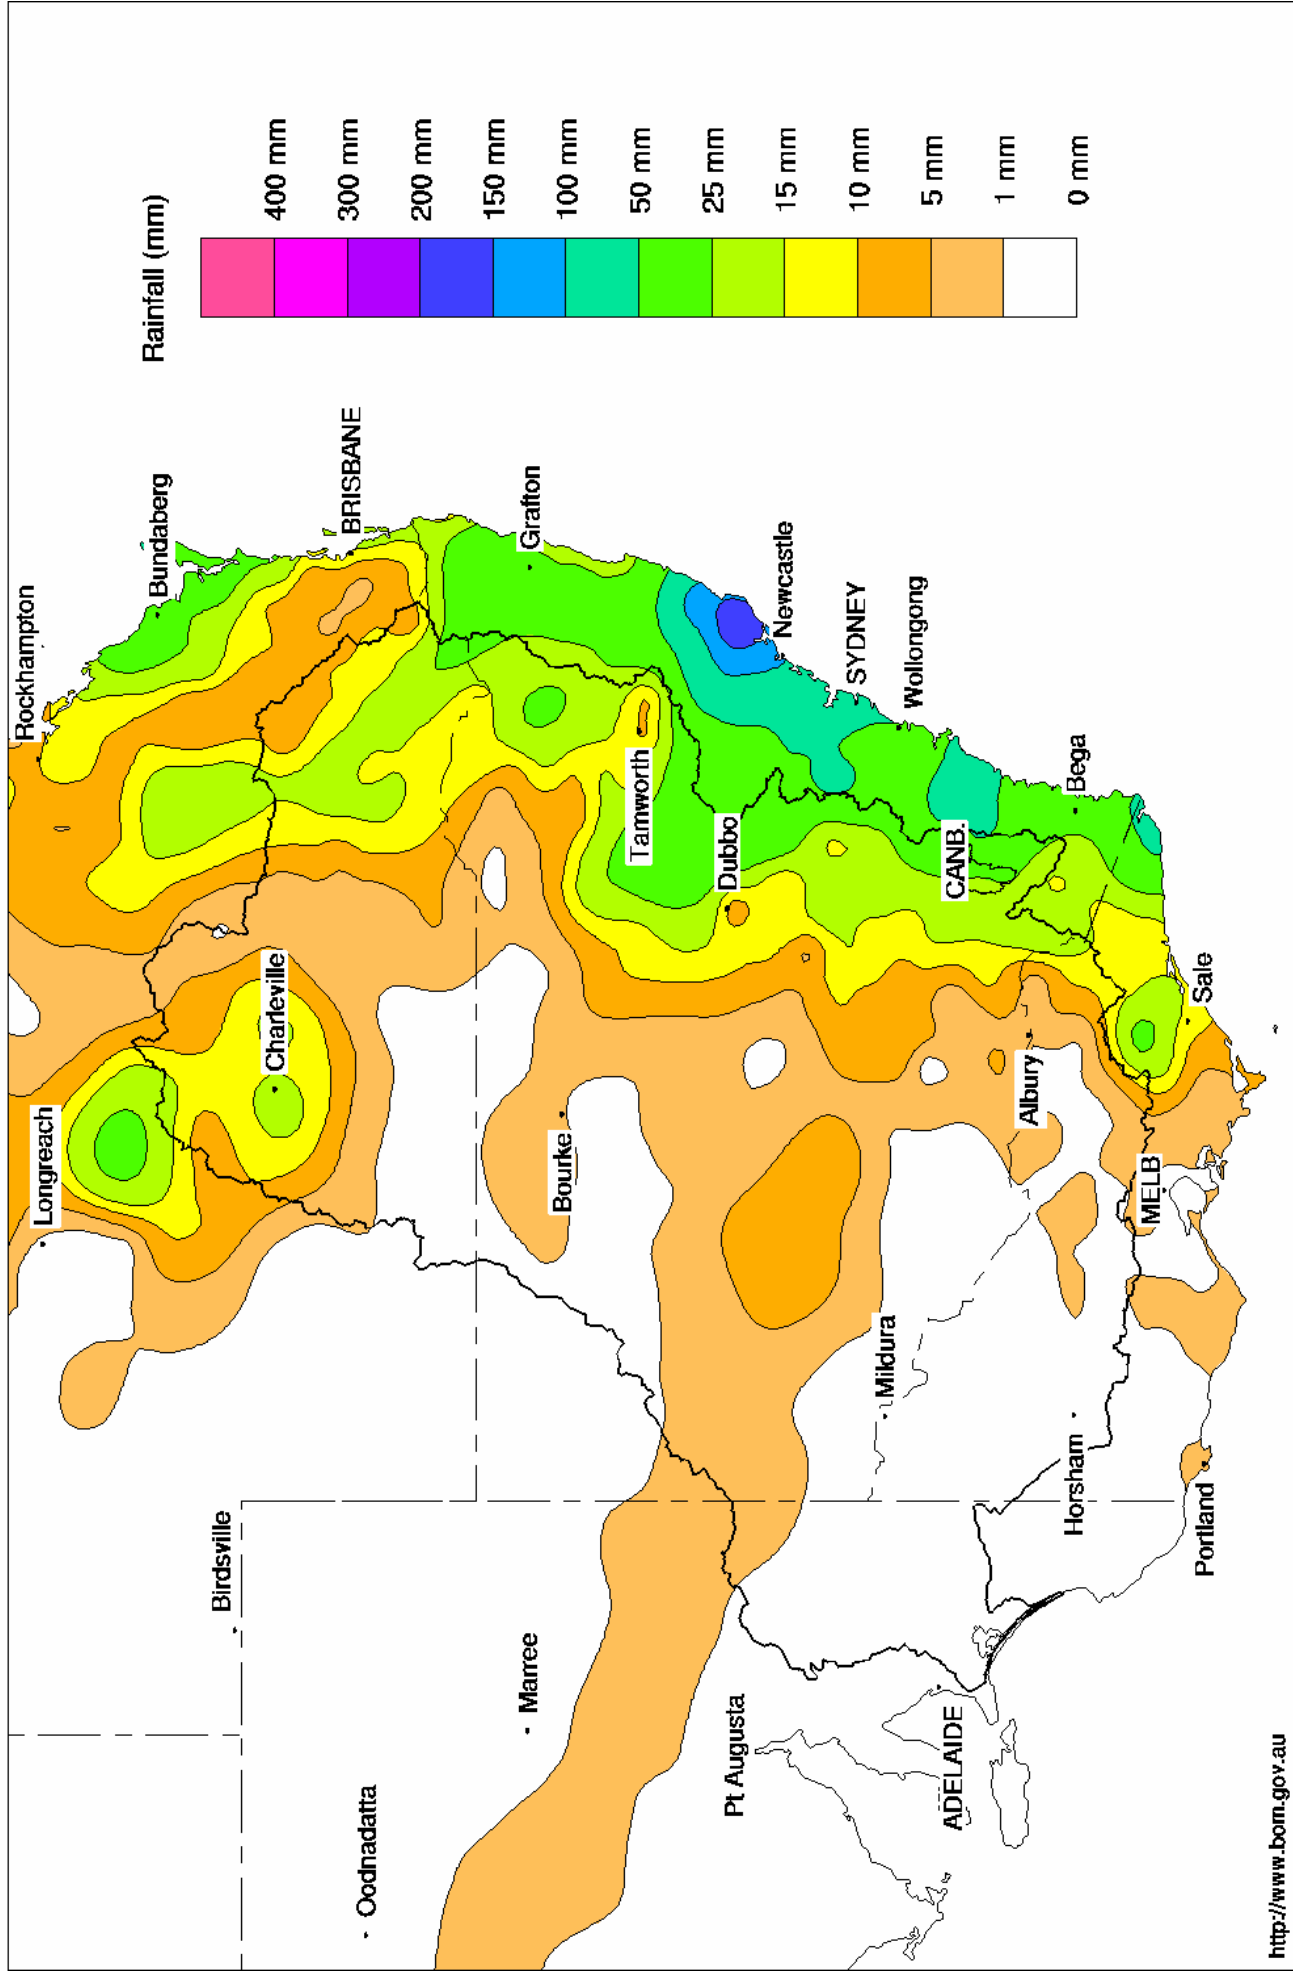 Rainfall (mm)
400 mm
300 mm
200 mm
150 mm
100 mm
50 mm
25 mm
15 mm
10 mm
5 mm
1 mm
0 mm
Rockhampton
Bundaberg
BRISBANE
Grafton
Newcastle
SYDNEY
Wollongong
Bega
Tamworth
Dubbo
CANB.
Sale
Longreach
Charleville
Bourke
Albury
MELB
Mildura
Horsham
Portland
Birdsville
Marree
Oodnadatta
Pt Augusta
ADELAIDE
http://www.bom.gov.au